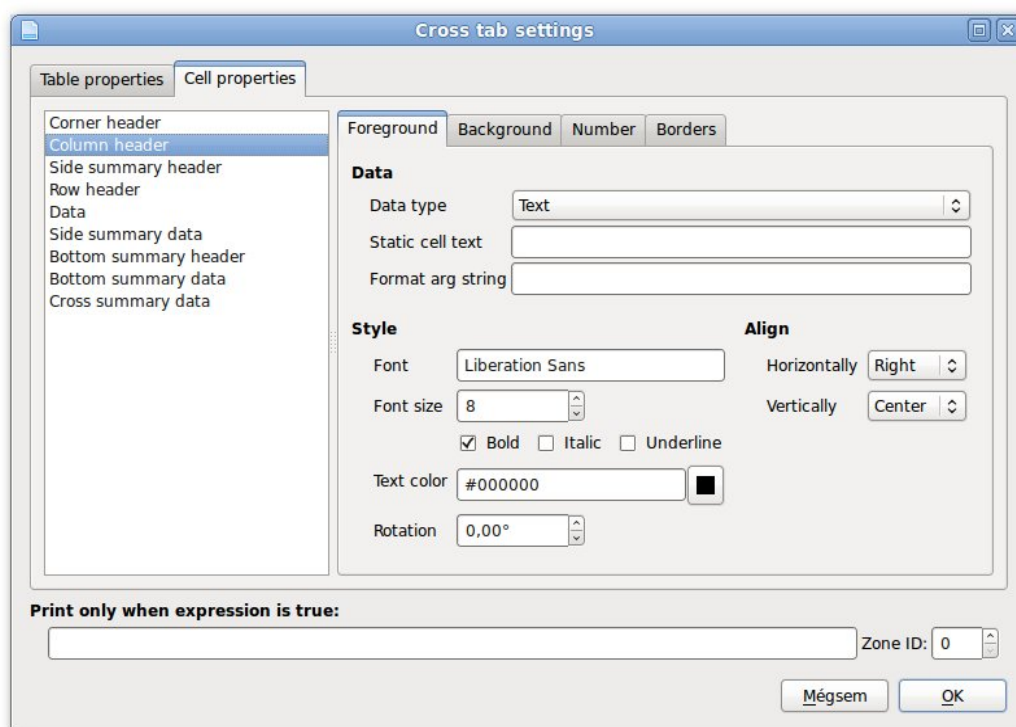 Cross tab settings
Table properties Cell properties
Corner header
Column header
Side summary header
Row header
Data
Side summary data
Bottom summary header
Bottom summary data
Cross summary data
Foreground Background Number Borders
Data
Data type Text
Static cell text
Format arg string
Style
Font Liberation Sans
Font size 8
Bold Italic Underline
Text color #000000
Rotation 0,00°
Align
Horizontally Right
Vertically Center
Print only when expression is true:
Zone ID: 0
Mégsem OK